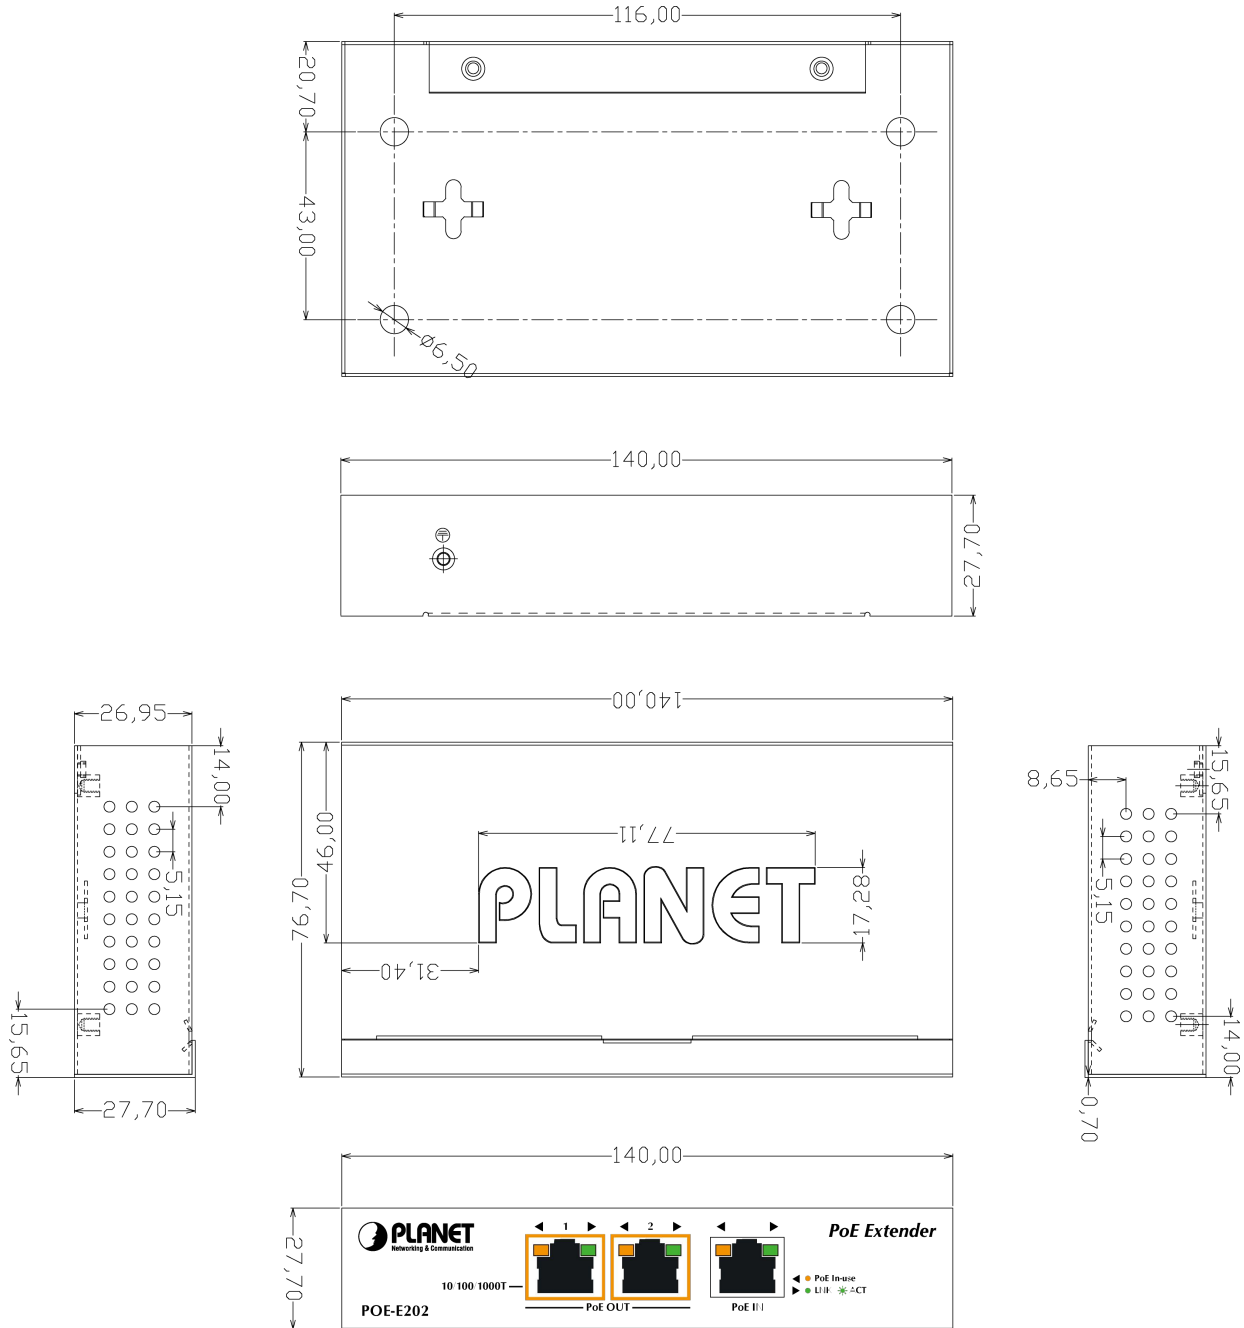 116,00
20,70
43,00
Ø6,50
140,00
27,70
140,00
26,95
14,00
5,15
15,65
27,70
49,00
76,70
77,11
17,28
31,40
PLANET
8,65
15,65
5,15
14,00
0,70
140,00
27,70
PLANET
Networking & Communication
1
2
PoE Extender
10/100/1000T
PoE In-use
LNK ACT
POE-E202
PoE OUT
PoE IN